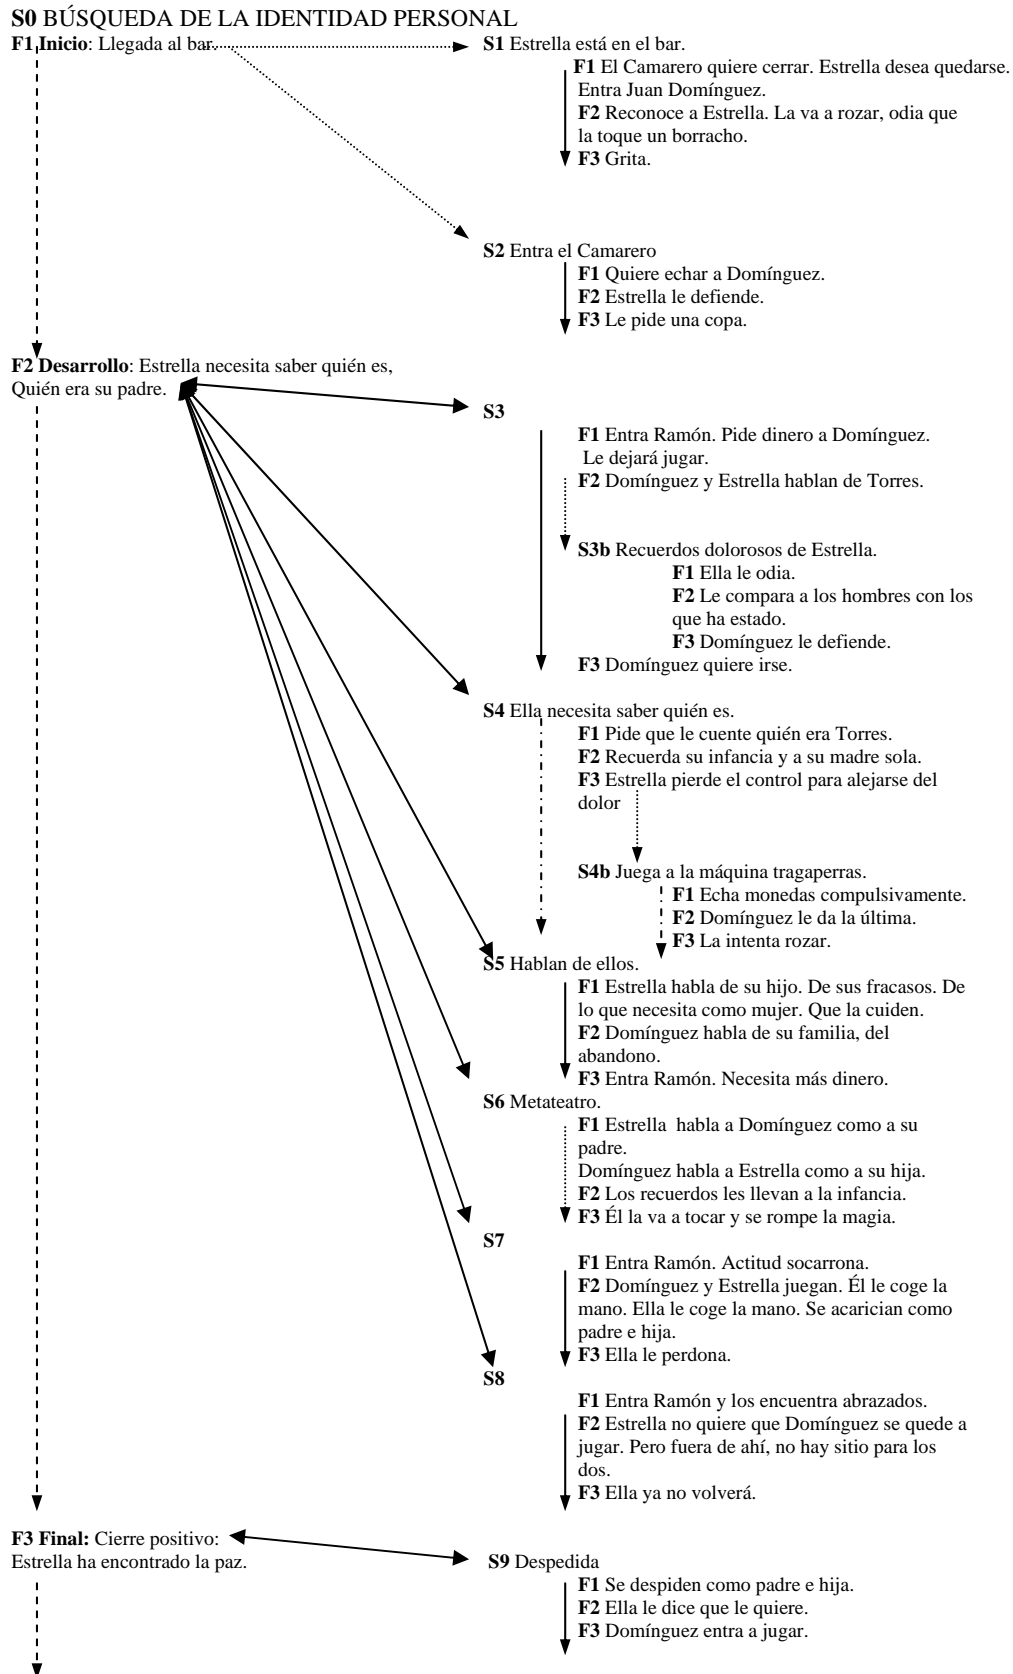 S0 BÚSQUEDA DE LA IDENTIDAD PERSONAL
F1 Inicio: Llegada al bar.
S1 Estrella está en el bar.
F1 El Camarero quiere cerrar. Estrella desea quedarse.
Entra Juan Domínguez.
F2 Reconoce a Estrella. La va a rozar, odia que
la toque un borracho.
F3 Grita.
S2 Entra el Camarero
F1 Quiere echar a Domínguez.
F2 Estrella le defiende.
F3 Le pide una copa.
F2 Desarrollo: Estrella necesita saber quién es,
Quién era su padre.
S3
F1 Entra Ramón. Pide dinero a Domínguez.
Le dejará jugar.
F2 Domínguez y Estrella hablan de Torres.
S3b Recuerdos dolorosos de Estrella.
F1 Ella le odia.
F2 Le compara a los hombres con los
que ha estado.
F3 Domínguez le defiende.
F3 Domínguez quiere irse.
S4 Ella necesita saber quién es.
F1 Pide que le cuente quién era Torres.
F2 Recuerda su infancia y a su madre sola.
F3 Estrella pierde el control para alejarse del
dolor
S4b Juega a la máquina tragaperras.
F1 Echa monedas compulsivamente.
F2 Domínguez le da la última.
F3 La intenta rozar.
S5 Hablan de ellos.
F1 Estrella habla de su hijo. De sus fracasos. De
lo que necesita como mujer. Que la cuiden.
F2 Domínguez habla de su familia, del
abandono.
F3 Entra Ramón. Necesita más dinero.
S6 Metateatro.
F1 Estrella habla a Domínguez como a su
padre.
Domínguez habla a Estrella como a su hija.
F2 Los recuerdos les llevan a la infancia.
F3 Él la va a tocar y se rompe la magia.
S7
F1 Entra Ramón. Actitud socarrona.
F2 Domínguez y Estrella juegan. Él le coge la
mano. Ella le coge la mano. Se acarician como
padre e hija.
F3 Ella le perdona.
S8
F1 Entra Ramón y los encuentra abrazados.
F2 Estrella no quiere que Domínguez se quede a
jugar. Pero fuera de ahí, no hay sitio para los
dos.
F3 Ella ya no volverá.
F3 Final: Cierre positivo:
Estrella ha encontrado la paz.
S9 Despedida
F1 Se despiden como padre e hija.
F2 Ella le dice que le quiere.
F3 Domínguez entra a jugar.